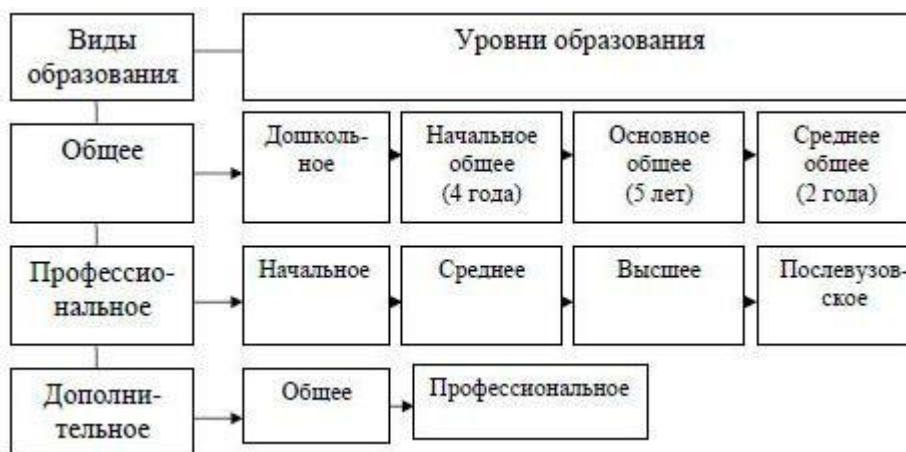 Виды
образования
Уровни образования
Общее
Дошколь-
ное
Начальное
общее
(4 года)
Основное
общее
(5 лет)
Среднее
общее
(2 года)
Профессио-
нальное
Начальное
Среднее
Высшее
Послевузов-
ское
Дополни-
тельное
Общее
Профессиональное